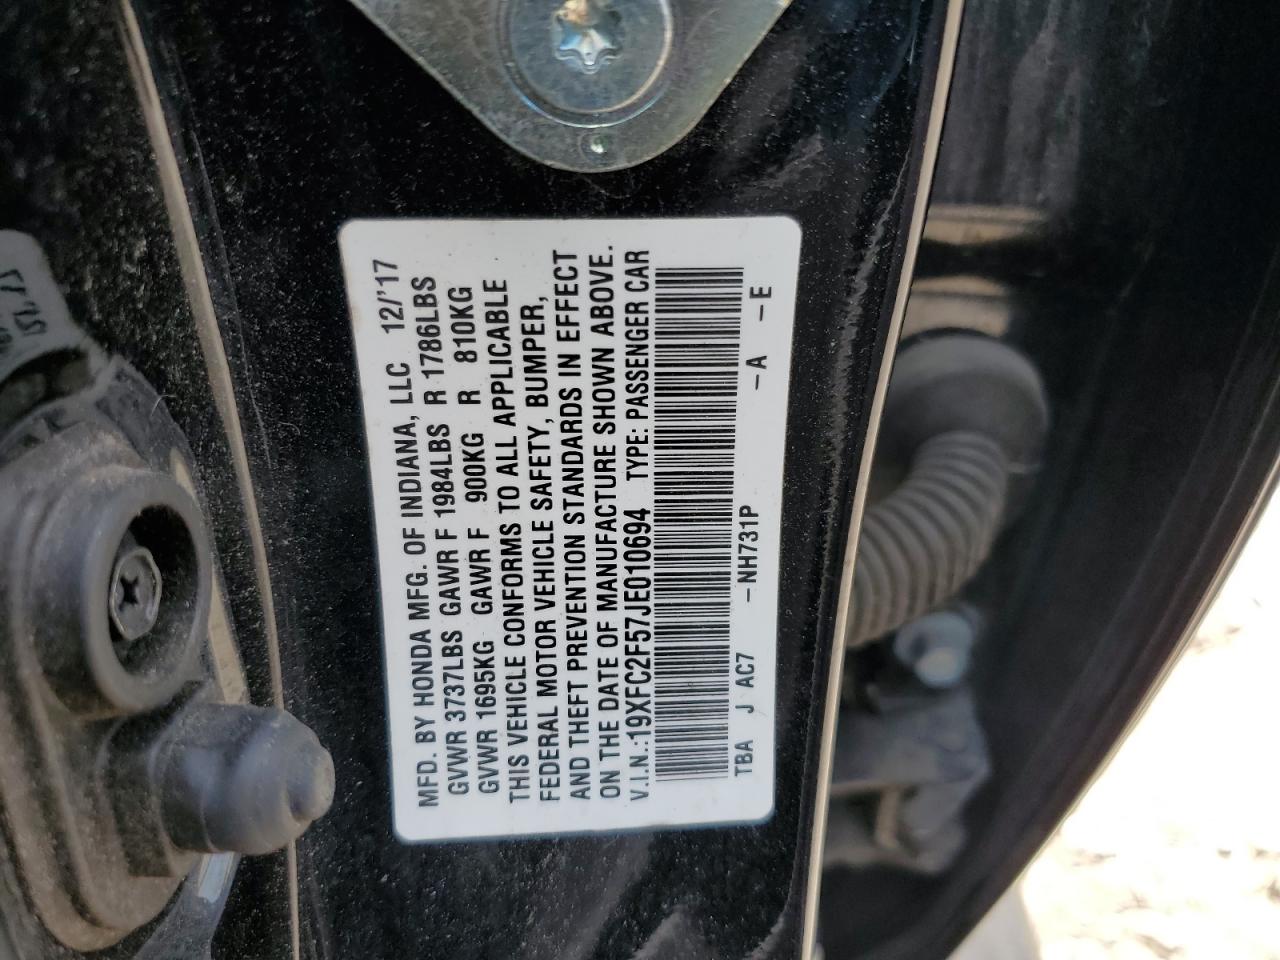 MFD. BY HONDA MFG. OF INDIANA, LLC 12/'17
GVWR 3737LBS GAWR F 1984LBS R 1786LBS
GVWR 1695KG GAWR F 900KG R 810KG
THIS VEHICLE CONFORMS TO ALL APPLICABLE
FEDERAL MOTOR VEHICLE SAFETY, BUMPER,
AND THEFT PREVENTION STANDARDS IN EFFECT
ON THE DATE OF MANUFACTURE SHOWN ABOVE.
V.I.N.:19XFC2F57JE010694 TYPE: PASSENGER CAR
TBA J AC7 –NH731P –A –E